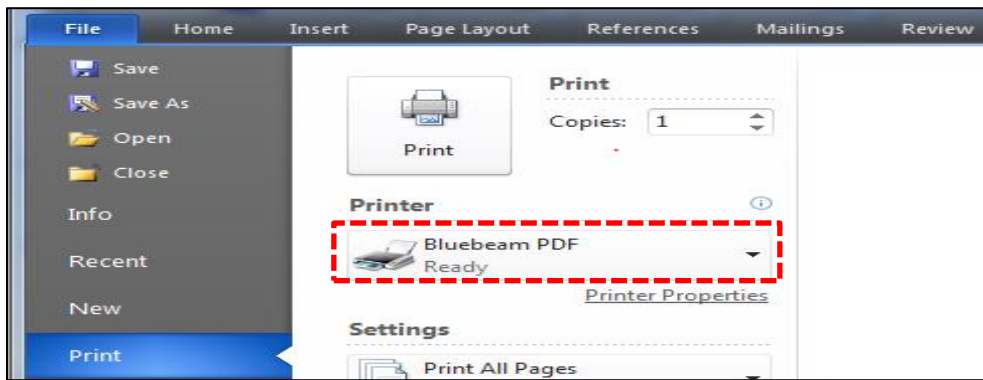 File Home Insert Page Layout References Mailings Review
Save
Save As
Open
Close
Info
Recent
New
Print
Print
Print
Copies: 1
Printer
Bluebeam PDF
Ready
Printer Properties
Settings
Print All Pages